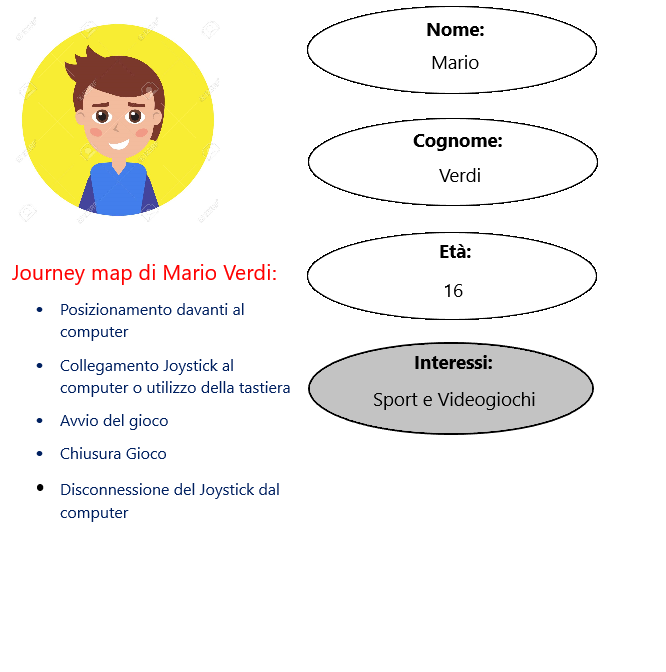 Nome:
Mario
Cognome:
Verdi
Età:
16
Interessi:
Sport e Videogiochi
Journey map di Mario Verdi:
• Posizionamento davanti al
computer
• Collegamento Joystick al
computer o utilizzo della tastiera
• Avvio del gioco
• Chiusura Gioco
• Disconnessione del Joystick dal
computer